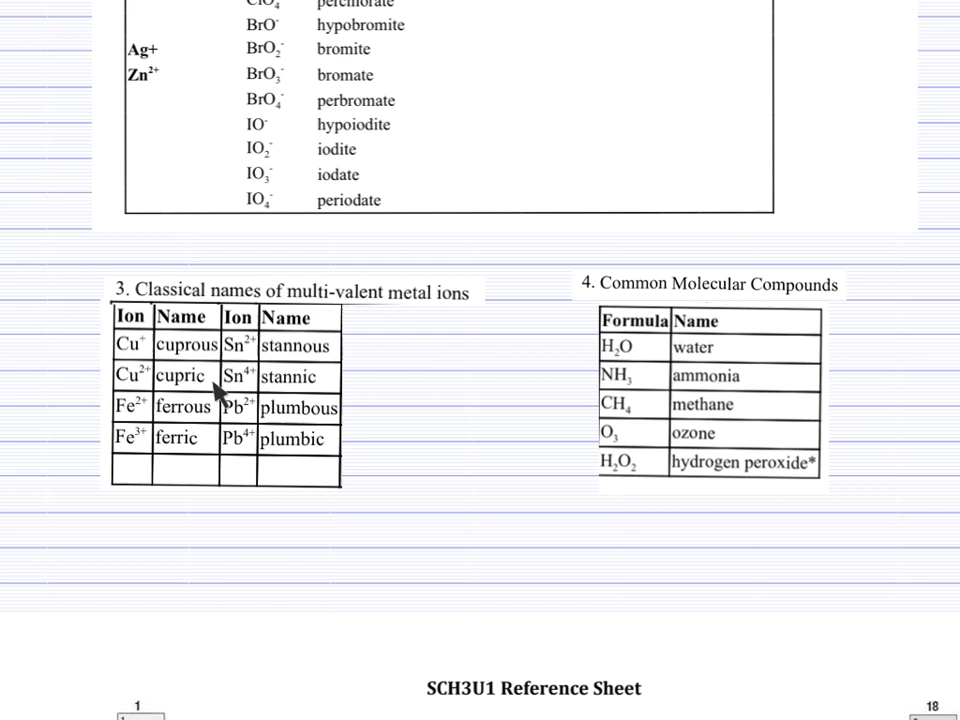 ClO₄⁻ perchlorate
BrO⁻ hypobromite
Ag+ BrO₂⁻ bromite
Zn²⁺ BrO₃⁻ bromate
BrO₄⁻ perbromate
IO⁻ hypoiodite
IO₂⁻ iodite
IO₃⁻ iodate
IO₄⁻ periodate
3. Classical names of multi-valent metal ions
Ion Name Ion Name
Cu⁺ cuprous Sn²⁺ stannous
Cu²⁺ cupric Sn⁴⁺ stannic
Fe²⁺ ferrous Pb²⁺ plumbous
Fe³⁺ ferric Pb⁴⁺ plumbic
4. Common Molecular Compounds
Formula Name
H₂O water
NH₃ ammonia
CH₄ methane
O₃ ozone
H₂O₂ hydrogen peroxide*
SCH3U1 Reference Sheet
1 18